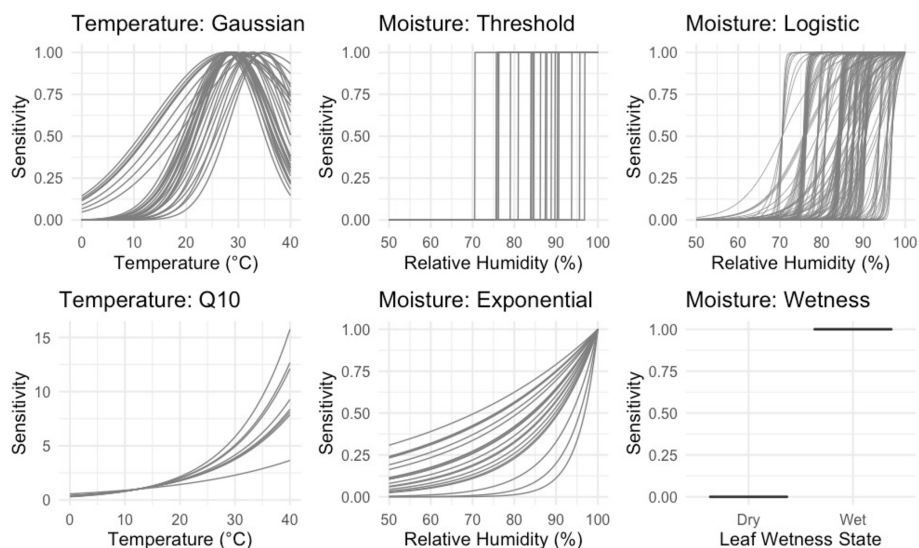 Temperature: Gaussian
Sensitivity
1.00
0.75
0.50
0.25
0.00
0 10 20 30 40
Temperature (°C)
Moisture: Threshold
Sensitivity
1.00
0.75
0.50
0.25
0.00
50 60 70 80 90 100
Relative Humidity (%)
Moisture: Logistic
Sensitivity
1.00
0.75
0.50
0.25
0.00
50 60 70 80 90 100
Relative Humidity (%)
Temperature: Q10
Sensitivity
15
10
5
0
0 10 20 30 40
Temperature (°C)
Moisture: Exponential
Sensitivity
1.00
0.75
0.50
0.25
0.00
50 60 70 80 90 100
Relative Humidity (%)
Moisture: Wetness
Sensitivity
1.00
0.75
0.50
0.25
0.00
Dry Wet
Leaf Wetness State